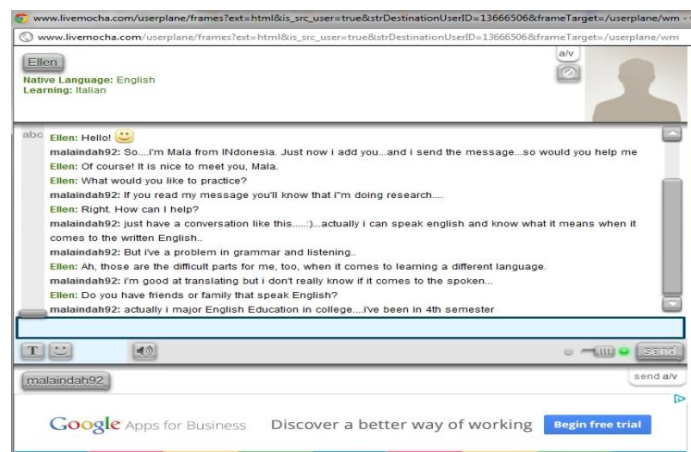 www.livemocha.com/userplane/frames?ext=html&is_src_user=true&strDestinationUserID=13666506&frameTarget=/userplane/wm -
www.livemocha.com/userplane/frames?ext=html&is_src_user=true&strDestinationUserID=13666506&frameTarget=/userplane/wm
Ellen
a/v
Native Language: English
Learning: Italian
abc
Ellen: Hello!
malaindah92: So....i'm Mala from INdonesia. Just now i add you...and i send the message...so would you help me
Ellen: Of course! It is nice to meet you, Mala.
Ellen: What would you like to practice?
malaindah92: If you read my message you'll know that i"m doing research....
Ellen: Right. How can I help?
malaindah92: just have a conversation like this.....:)...actually i can speak english and know what it means when it
comes to the written English..
malaindah92: But i've a problem in grammar and listening..
Ellen: Ah, those are the difficult parts for me, too, when it comes to learning a different language.
malaindah92: i'm good at translating but i don't really know if it comes to the spoken...
Ellen: Do you have friends or family that speak English?
malaindah92: actually i major English Education in college....i've been in 4th semester
T
send
malaindah92
send a/v
Google Apps for Business Discover a better way of working Begin free trial